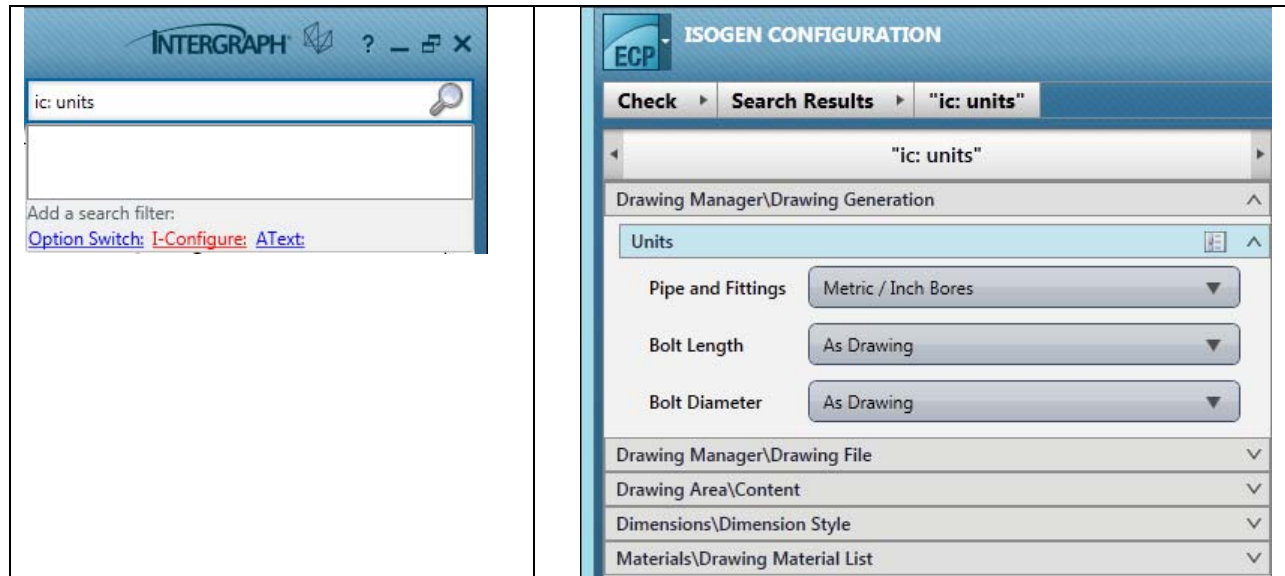 INTERGRAPH ?
ic: units
Add a search filter:
Option Switch: I-Configure: AText:
ECP
ISOGEN CONFIGURATION
Check Search Results "ic: units"
"ic: units"
Drawing Manager\Drawing Generation
Units
Pipe and Fittings Metric / Inch Bores
Bolt Length As Drawing
Bolt Diameter As Drawing
Drawing Manager\Drawing File
Drawing Area\Content
Dimensions\Dimension Style
Materials\Drawing Material List